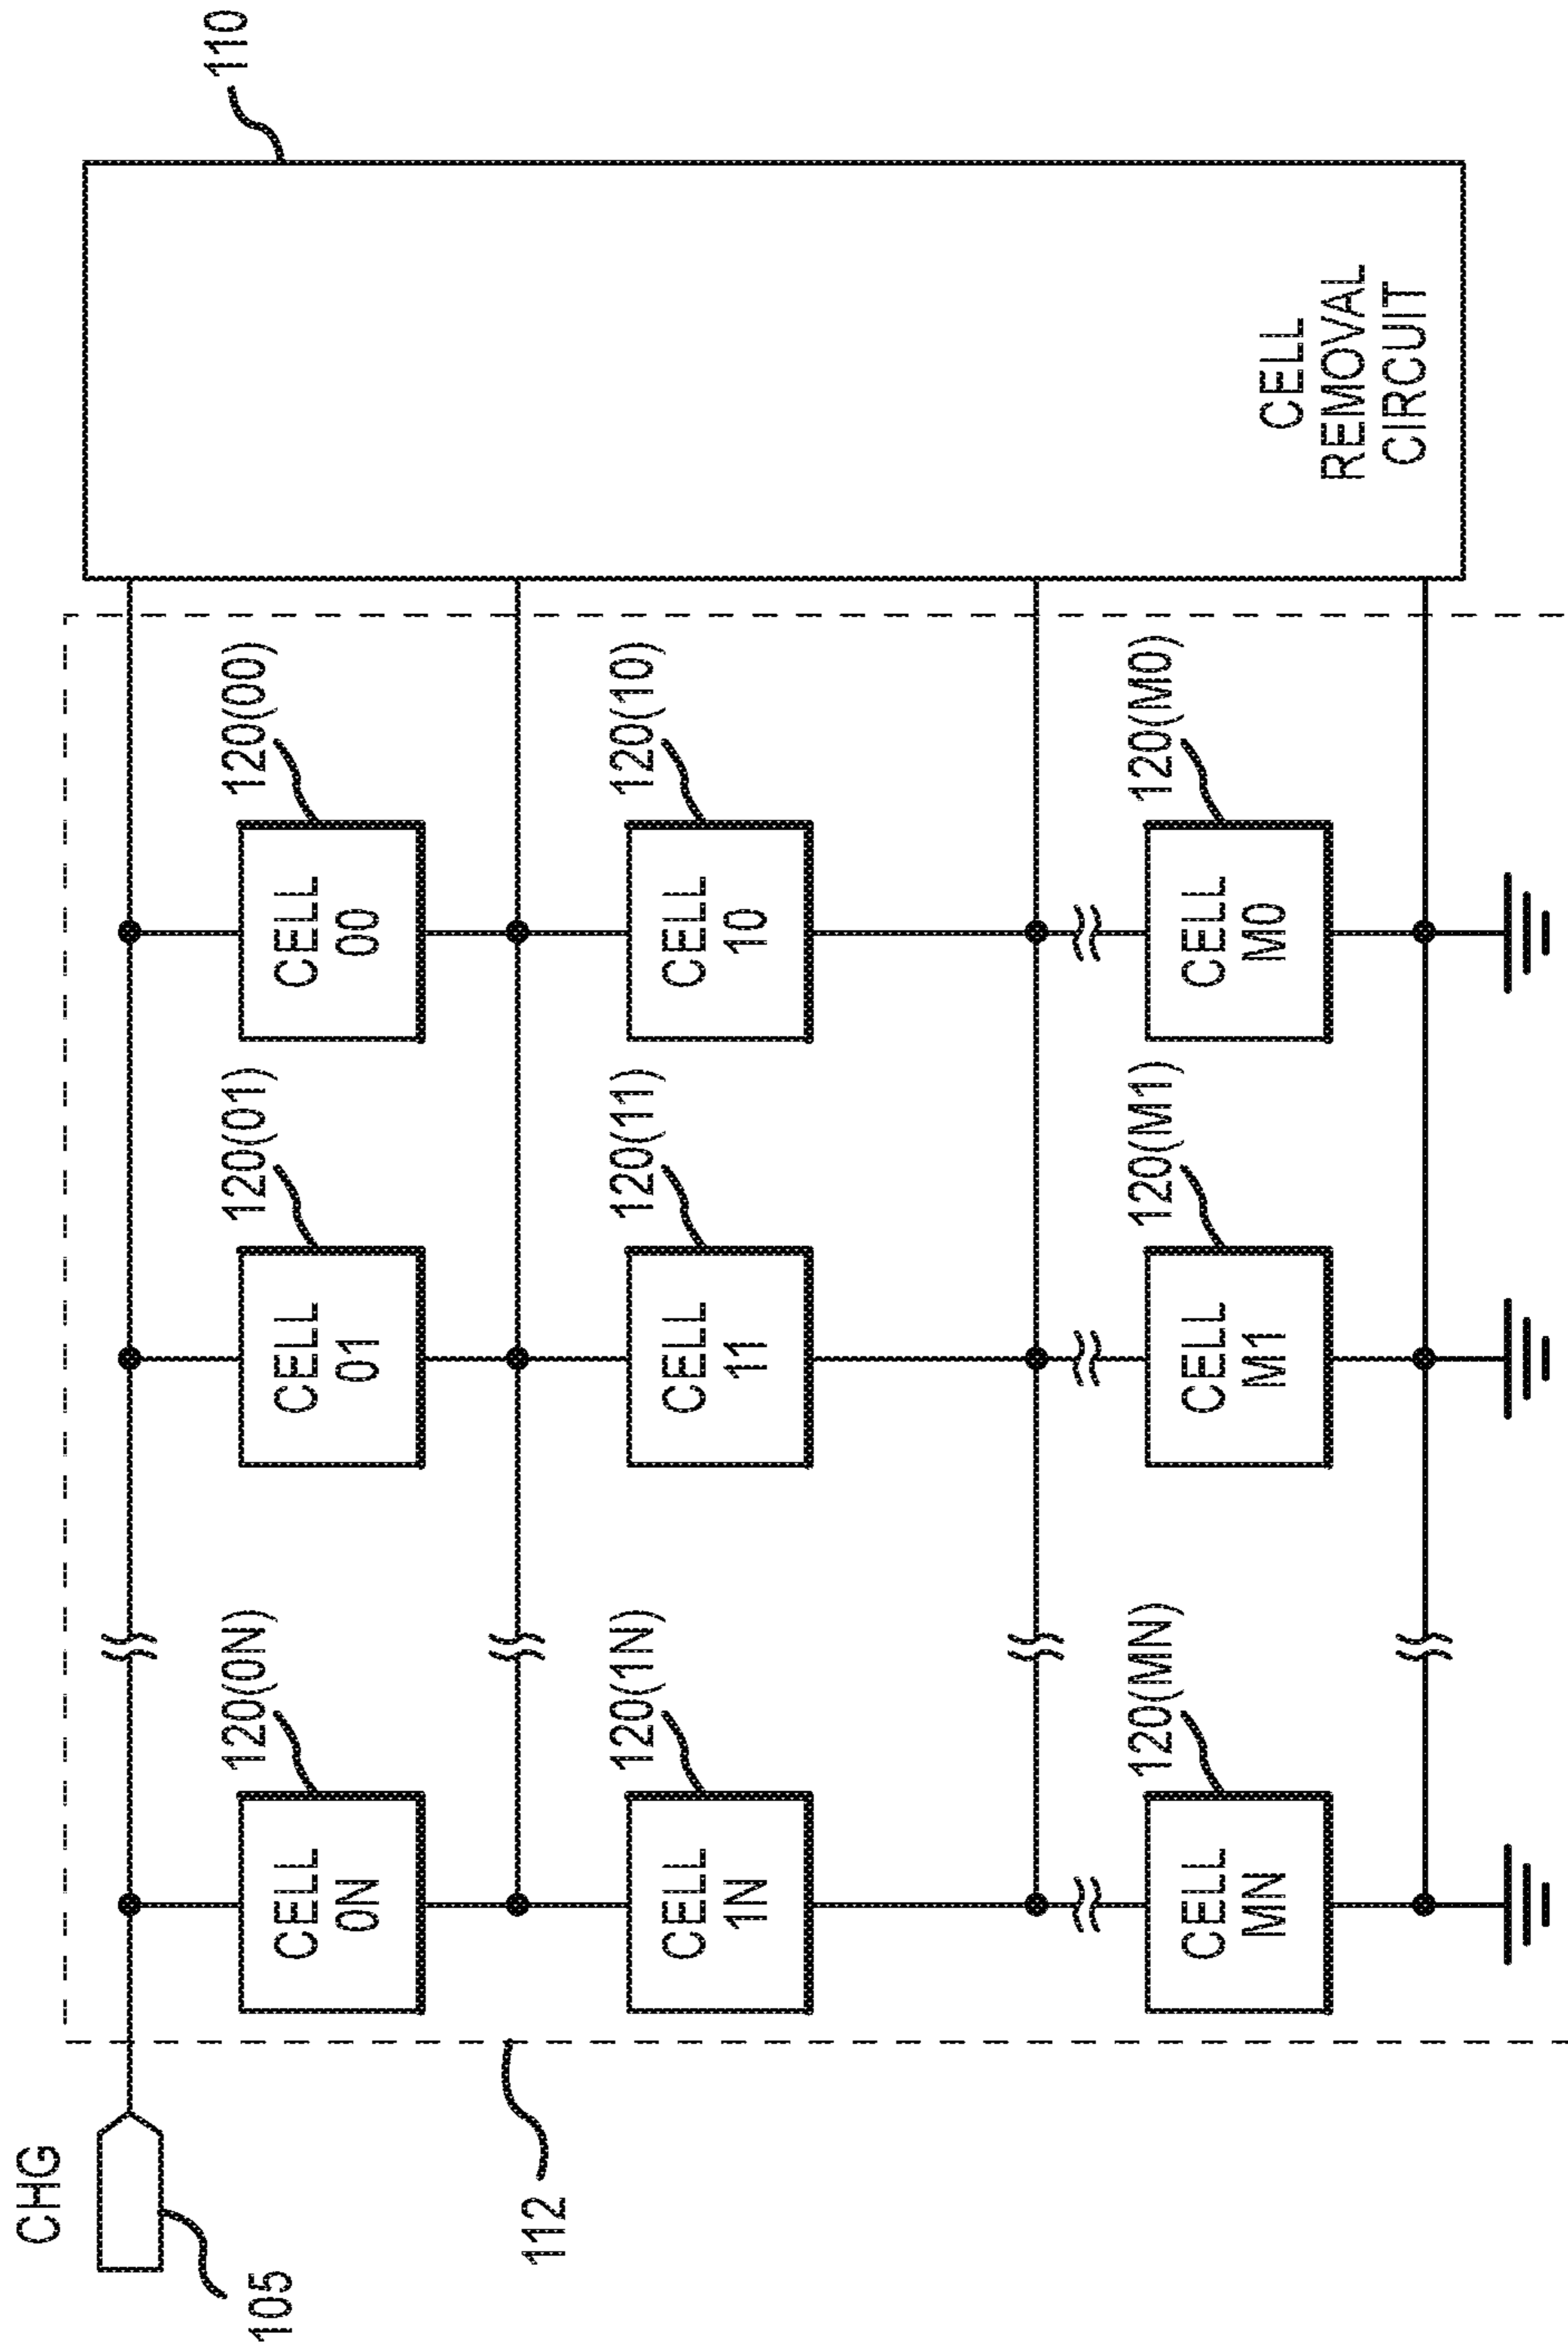 CHG
105
112
110
120(0N)
120(01)
120(00)
CELL
0N
CELL
01
CELL
00
120(1N)
120(11)
120(10)
CELL
1N
CELL
11
CELL
10
120(MN)
120(M1)
120(M0)
CELL
MN
CELL
M1
CELL
M0
CELL
REMOVAL
CIRCUIT